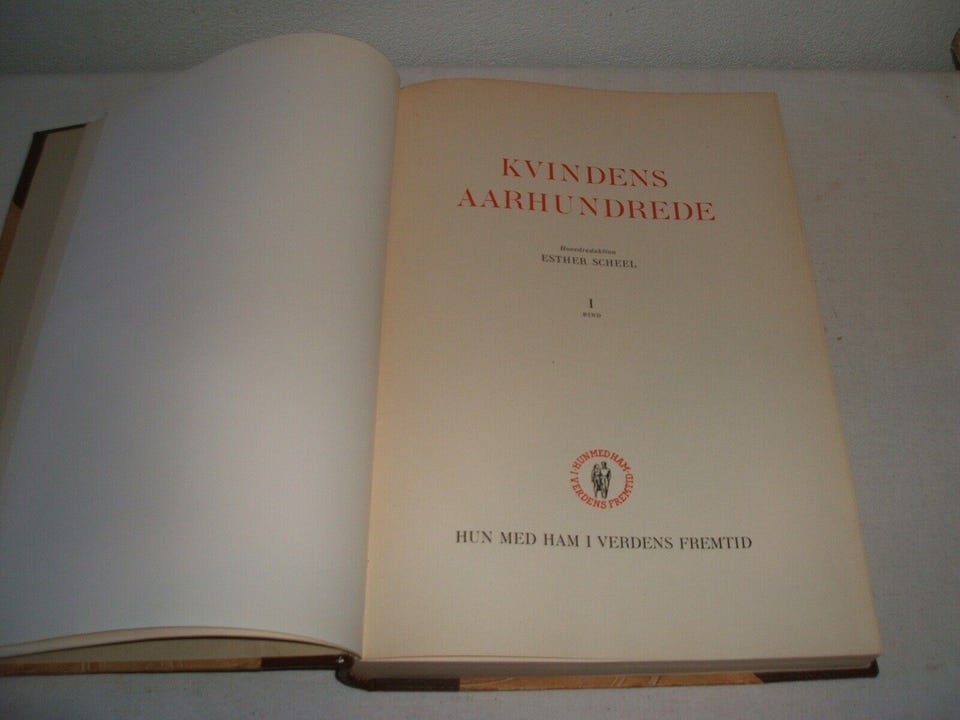 KVINDENS
AARHUNDREDE
Hovedredaktion
ESTHER SCHEEL
I
BIND
HUN MED HAM · I VERDENS FREMTID ·
HUN MED HAM I VERDENS FREMTID